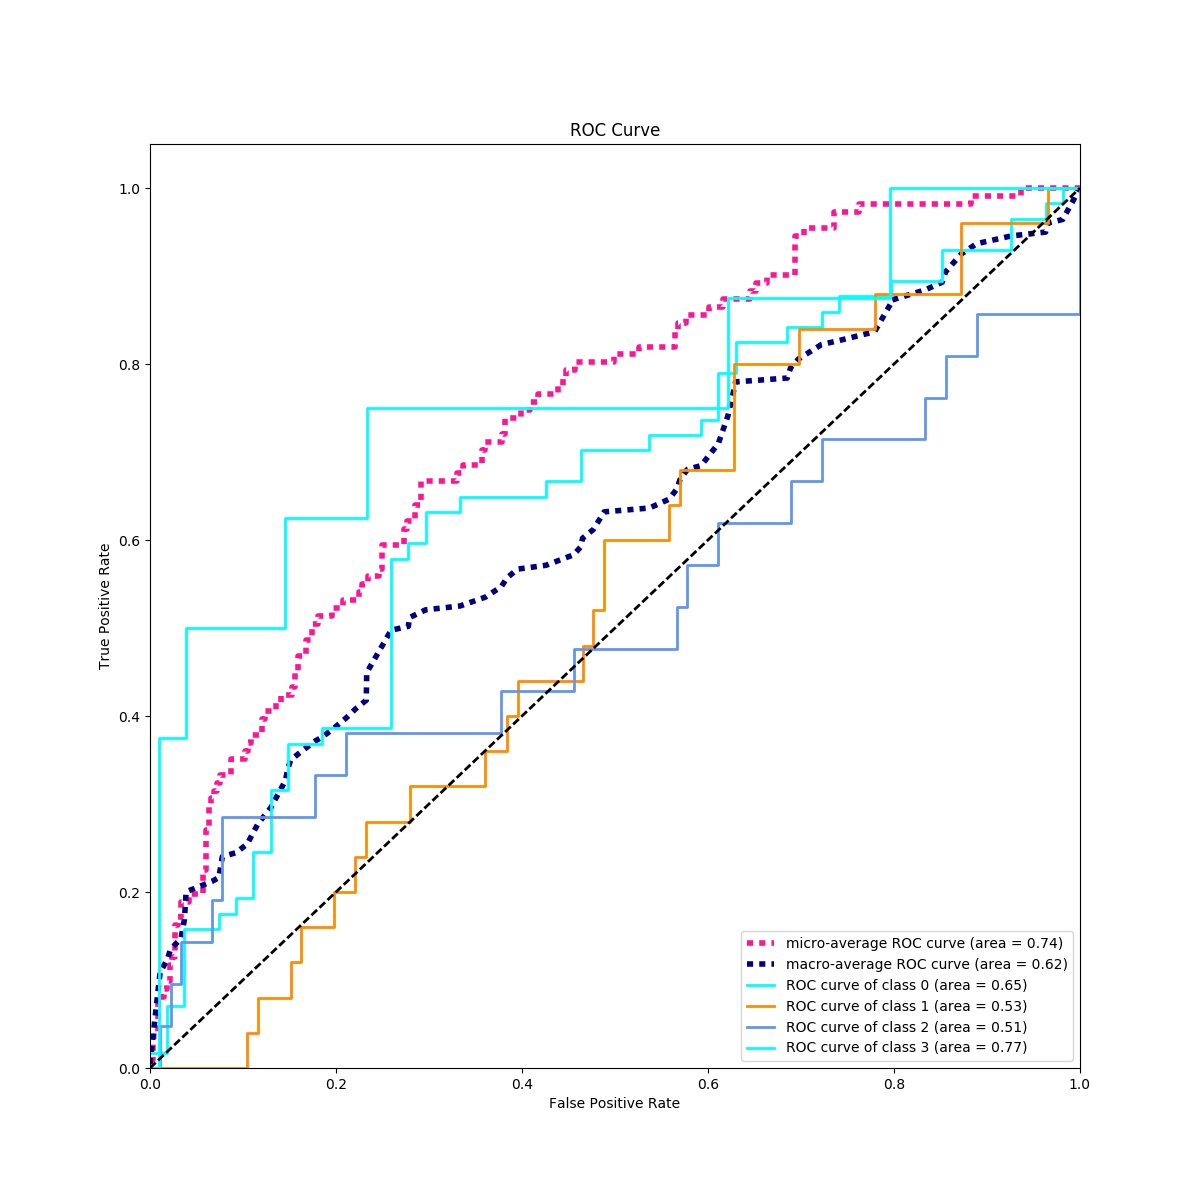 ROC Curve
True Positive Rate
1.0
0.8
0.6
0.4
0.2
0.0
micro-average ROC curve (area = 0.74)
macro-average ROC curve (area = 0.62)
ROC curve of class 0 (area = 0.65)
ROC curve of class 1 (area = 0.53)
ROC curve of class 2 (area = 0.51)
ROC curve of class 3 (area = 0.77)
0.0 0.2 0.4 0.6 0.8 1.0
False Positive Rate